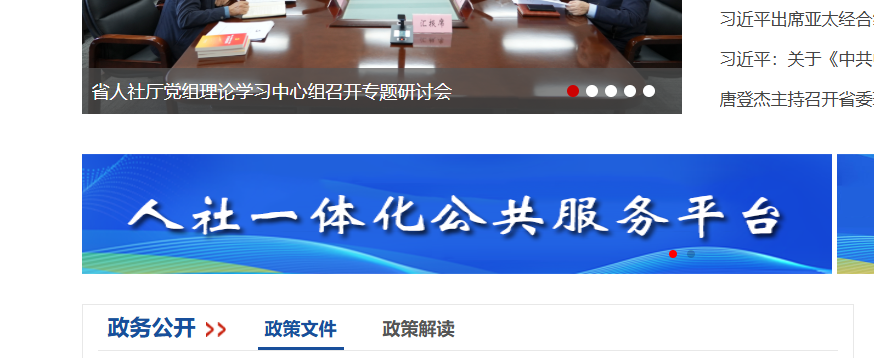 汇报席
习近平出席亚太经合
习近平：关于《中共
省人社厅党组理论学习中心组召开专题研讨会
唐登杰主持召开省委
人社一体化公共服务平台
政务公开
政策文件
政策解读